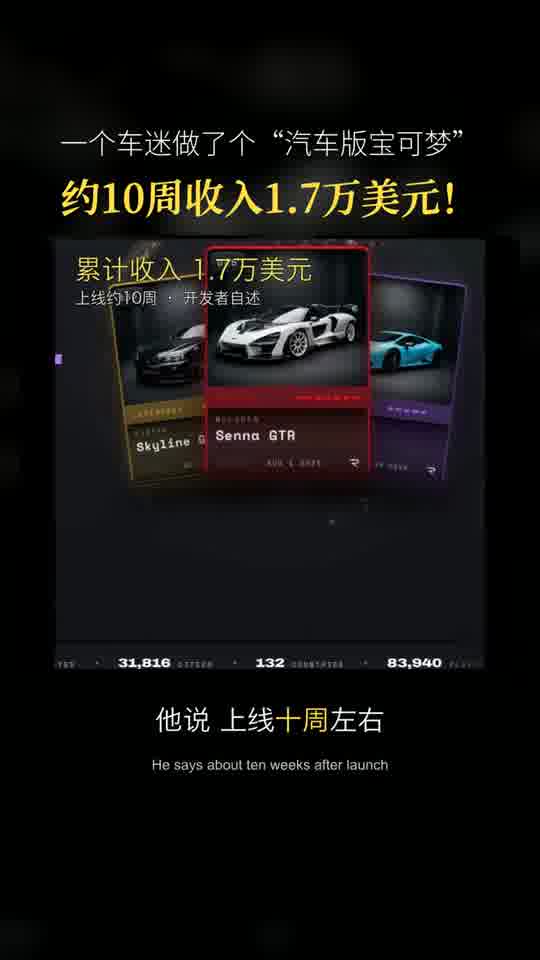 一个车迷做了个“汽车版宝可梦”
约10周收入1.7万美元！
累计收入 1.7万美元
上线约10周 · 开发者自述
Skyline G
MCLAREN
Senna GTR
31,816 CITIES · 132 COUNTRIES · 83,940
他说 上线十周左右
He says about ten weeks after launch